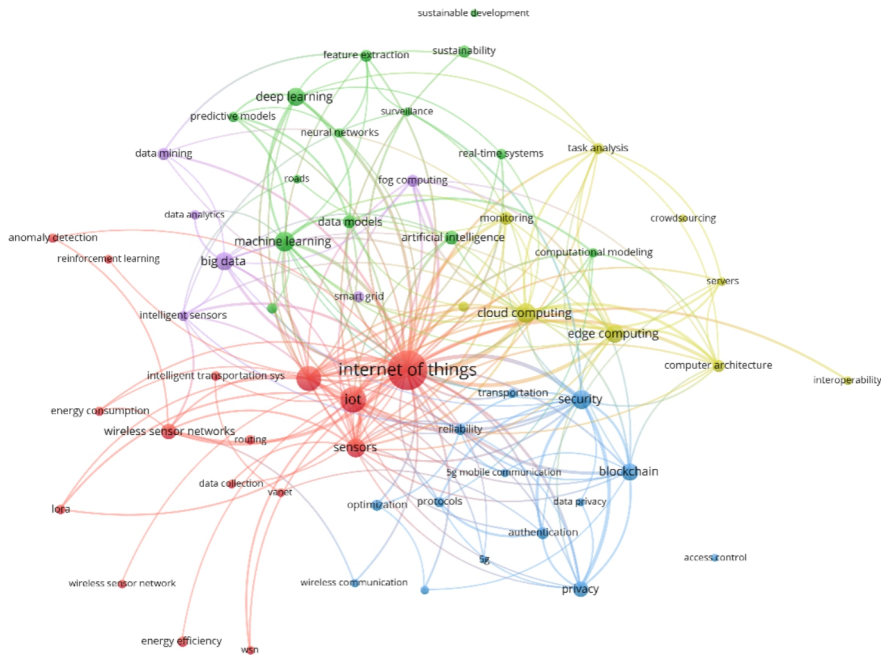 sustainable development
feature extraction
sustainability
deep learning
predictive models
surveillance
neural networks
data mining
real-time systems
task analysis
roads
fog computing
data analytics
data models
monitoring
crowdsourcing
anomaly detection
machine learning
artificial intelligence
reinforcement learning
big data
computational modeling
servers
smart grid
intelligent sensors
cloud computing
edge computing
internet of things
computer architecture
intelligent transportation sys
interoperability
iot
transportation
security
energy consumption
wireless sensor networks
routing
reliability
sensors
5g mobile communication
blockchain
data collection
vanet
lora
optimization
protocols
data privacy
authentication
5g
access control
wireless sensor network
wireless communication
privacy
energy efficiency
wsn